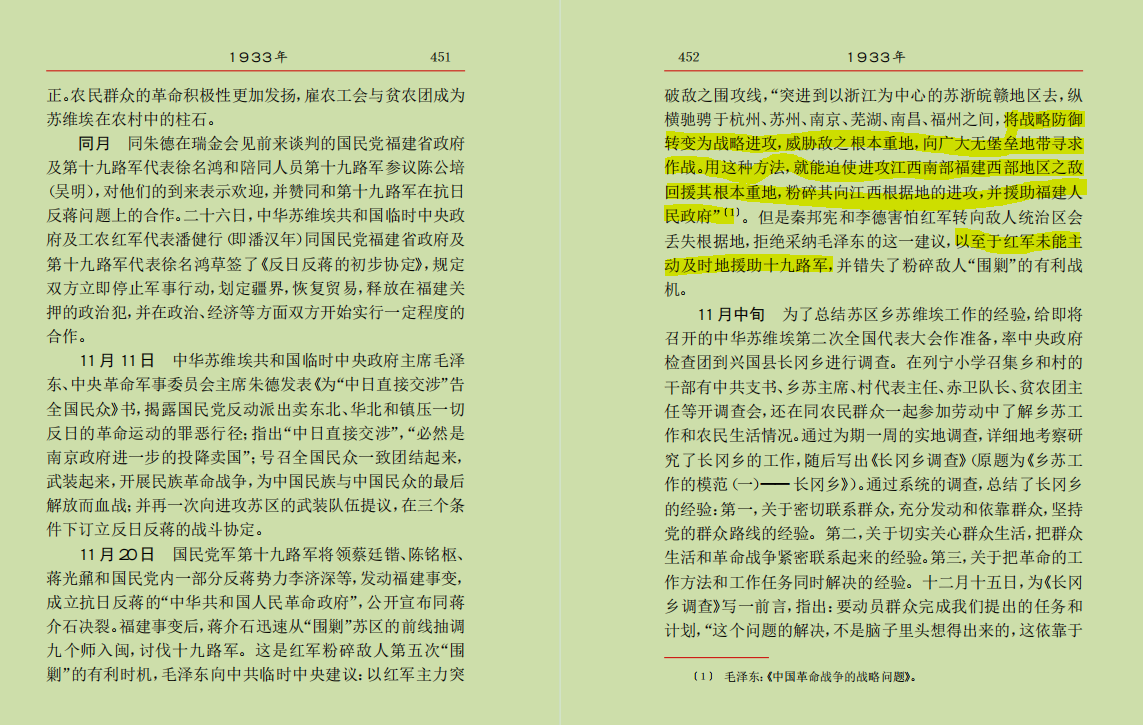 1933年 451
正。农民群众的革命积极性更加发扬，雇农工会与贫农团成为
苏维埃在农村中的柱石。
同月 同朱德在瑞金会见前来谈判的国民党福建省政府
及第十九路军代表徐名鸿和陪同人员第十九路军参议陈公培
（吴明），对他们的到来表示欢迎，并赞同和第十九路军在抗日
反蒋问题上的合作。二十六日，中华苏维埃共和国临时中央政
府及工农红军代表潘健行（即潘汉年）同国民党福建省政府及
第十九路军代表徐名鸿草签了《反日反蒋的初步协定》，规定
双方立即停止军事行动，划定疆界，恢复贸易，释放在福建关
押的政治犯，并在政治、经济等方面双方开始实行一定程度的
合作。
11月11日 中华苏维埃共和国临时中央政府主席毛泽
东、中央革命军事委员会主席朱德发表《为“中日直接交涉”告
全国民众》书，揭露国民党反动派出卖东北、华北和镇压一切
反日的革命运动的罪恶行径；指出“中日直接交涉”，“必然是
南京政府进一步的投降卖国”；号召全国民众一致团结起来，
武装起来，开展民族革命战争，为中国民族与中国民众的最后
解放而血战；并再一次向进攻苏区的武装队伍提议，在三个条
件下订立反日反蒋的战斗协定。
11月20日 国民党军第十九路军将领蔡廷锴、陈铭枢、
蒋光鼐和国民党内一部分反蒋势力李济深等，发动福建事变，
成立抗日反蒋的“中华共和国人民革命政府”，公开宣布同蒋
介石决裂。福建事变后，蒋介石迅速从“围剿”苏区的前线抽调
九个师入闽，讨伐十九路军。这是红军粉碎敌人第五次“围
剿”的有利时机，毛泽东向中共临时中央建议：以红军主力突
452 1933年
破敌之围攻线，“突进到以浙江为中心的苏浙皖赣地区去，纵
横驰骋于杭州、苏州、南京、芜湖、南昌、福州之间，将战略防御
转变为战略进攻，威胁敌之根本重地，向广大无堡垒地带寻求
作战。用这种方法，就能迫使进攻江西南部福建西部地区之敌
回援其根本重地，粉碎其向江西根据地的进攻，并援助福建人
民政府”〔1〕。但是秦邦宪和李德害怕红军转向敌人统治区会
丢失根据地，拒绝采纳毛泽东的这一建议，以至于红军未能主
动及时地援助十九路军，并错失了粉碎敌人“围剿”的有利战
机。
11月中旬 为了总结苏区乡苏维埃工作的经验，给即将
召开的中华苏维埃第二次全国代表大会作准备，率中央政府
检查团到兴国县长冈乡进行调查。在列宁小学召集乡和村的
干部有中共支书、乡苏主席、村代表主任、赤卫队长、贫农团主
任等开调查会，还在同农民群众一起参加劳动中了解乡苏工
作和农民生活情况。通过为期一周的实地调查，详细地考察研
究了长冈乡的工作，随后写出《长冈乡调查》（原题为《乡苏工
作的模范（一）——长冈乡》）。通过系统的调查，总结了长冈乡
的经验：第一，关于密切联系群众，充分发动和依靠群众，坚持
党的群众路线的经验。第二，关于切实关心群众生活，把群众
生活和革命战争紧密联系起来的经验。第三，关于把革命的工
作方法和工作任务同时解决的经验。十二月十五日，为《长冈
乡调查》写一前言，指出：要动员群众完成我们提出的任务和
计划，“这个问题的解决，不是脑子里头想得出来的，这依靠于
〔1〕 毛泽东：《中国革命战争的战略问题》。